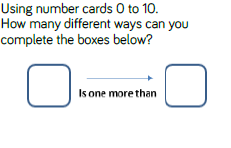 Using number cards 0 to 10.
How many different ways can you
complete the boxes below?
Is one more than